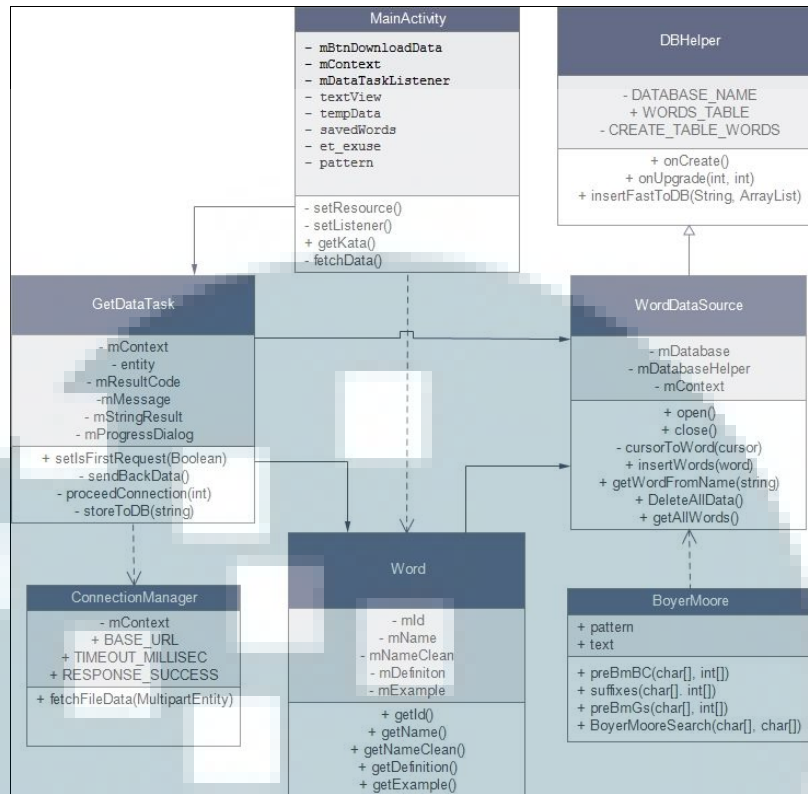 MainActivity
- mBtnDownloadData
- mContext
- mDataTaskListener
- textView
- tempData
- savedWords
- et_exuse
- pattern
- setResource()
- setListener()
+ getKata()
- fetchData()
DBHelper
- DATABASE_NAME
+ WORDS_TABLE
- CREATE_TABLE_WORDS
+ onCreate()
+ onUpgrade(int, int)
+ insertFastToDB(String, ArrayList)
GetDataTask
- mContext
- entity
- mResultCode
-mMessage
- mStringResult
- mProgressDialog
+ setIsFirstRequest(Boolean)
- sendBackData()
- proceedConnection(int)
- storeToDB(string)
WordDataSource
- mDatabase
- mDatabaseHelper
- mContext
+ open()
+ close()
- cursorToWord(cursor)
+ insertWords(word)
+ getWordFromName(string)
+ DeleteAllData()
+ getAllWords()
ConnectionManager
- mContext
+ BASE_URL
+ TIMEOUT_MILLISEC
+ RESPONSE_SUCCESS
+ fetchFileData(MultipartEntity)
Word
- mId
- mName
- mNameClean
- mDefiniton
- mExample
+ getId()
+ getName()
+ getNameClean()
+ getDefinition()
+ getExample()
BoyerMoore
+ pattern
+ text
+ preBmBC(char[], int[])
+ suffixes(char[]. int[])
+ preBmGs(char[], int[])
+ BoyerMooreSearch(char[], char[])